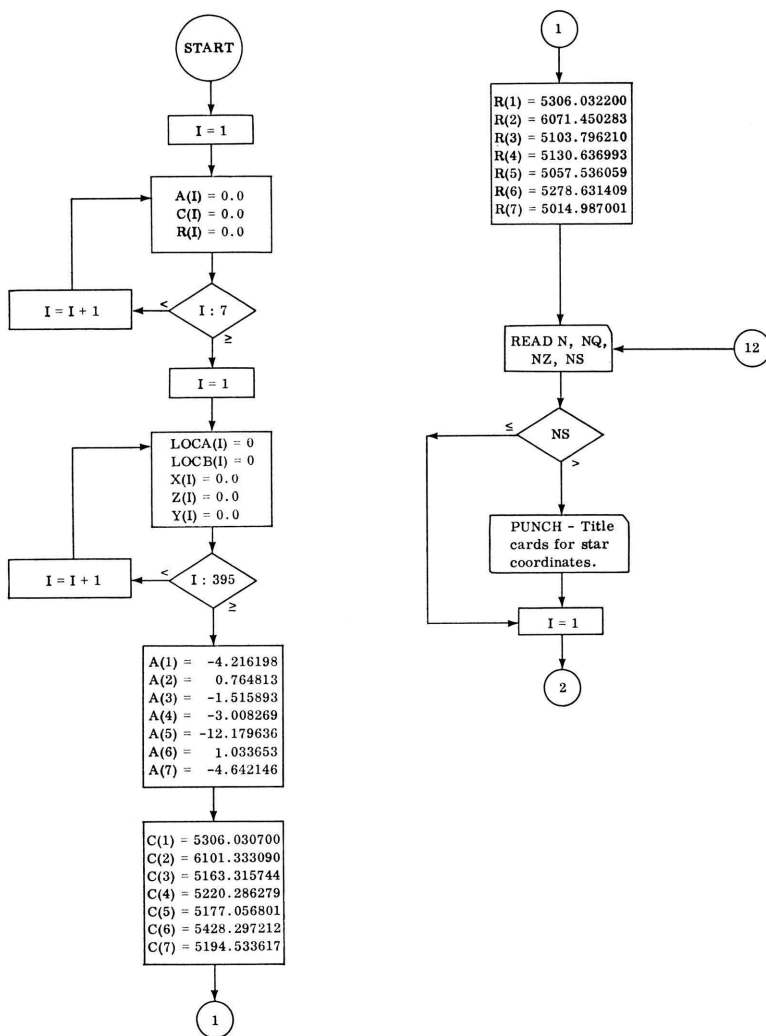 START
I = 1
A(I) = 0.0
C(I) = 0.0
R(I) = 0.0
I = I + 1
<
I : 7
≥
I = 1
LOCA(I) = 0
LOCB(I) = 0
X(I) = 0.0
Z(I) = 0.0
Y(I) = 0.0
I = I + 1
<
I : 395
≥
A(1) = -4.216198
A(2) = 0.764813
A(3) = -1.515893
A(4) = -3.008269
A(5) = -12.179636
A(6) = 1.033653
A(7) = -4.642146
C(1) = 5306.030700
C(2) = 6101.333090
C(3) = 5163.315744
C(4) = 5220.286279
C(5) = 5177.056801
C(6) = 5428.297212
C(7) = 5194.533617
1
1
R(1) = 5306.032200
R(2) = 6071.450283
R(3) = 5103.796210
R(4) = 5130.636993
R(5) = 5057.536059
R(6) = 5278.631409
R(7) = 5014.987001
READ N, NQ,
NZ, NS
12
≤
NS
>
PUNCH - Title
cards for star
coordinates.
I = 1
2